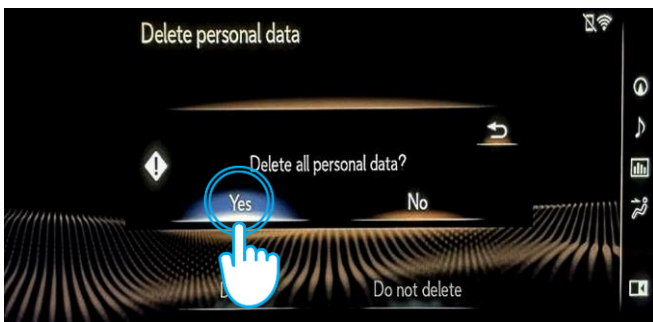 Delete personal data
Delete all personal data?
Yes
No
Do not delete